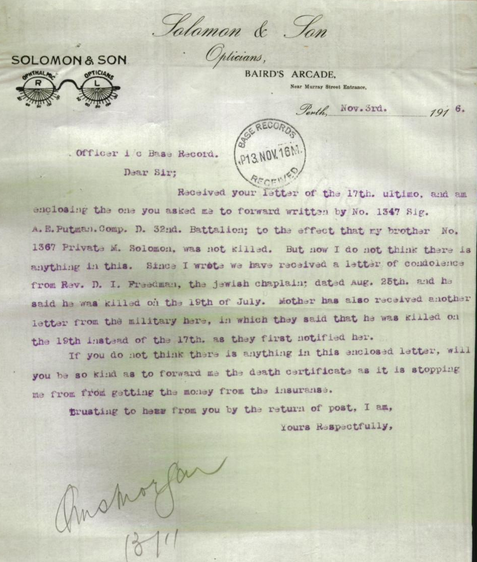 Solomon & Son
Opticians,
SOLOMON & SON
OPHTHALMIC OPTICIANS
R L
BAIRD'S ARCADE,
Near Murray Street Entrance,
Perth, Nov.3rd. 1916.
BASE RECORDS
P13.NOV.16M.
RECEIVED
Officer i c Base Record.
Dear Sir;
Received your letter of the 17th. ultimo, and am
enclosing the one you asked me to forward written by No. 1347 Sig.
A.E.Putman.Comp. D. 32nd. Battalion; to the effect that my brother No.
1367 Private M. Solomon, was not killed. But now I do not think there is
anything in this. Since I wrote we have received a letter of condolence
from Rev. D. I. Freedman, the jewish chaplain; dated Aug. 25th. and he
said he was killed on the 19th of July. Mother has also received another
letter from the military here, in which they said that he was killed on
the 19th instead of the 17th. as they first notified her.
If you do not think there is anything in this enclosed letter, will
you be so kind as to forward me the death certificate as it is stopping
me from from getting the money from the insuranse.
trusting to hear from you by the return of post, I am,
Yours Respectfully,
13/11